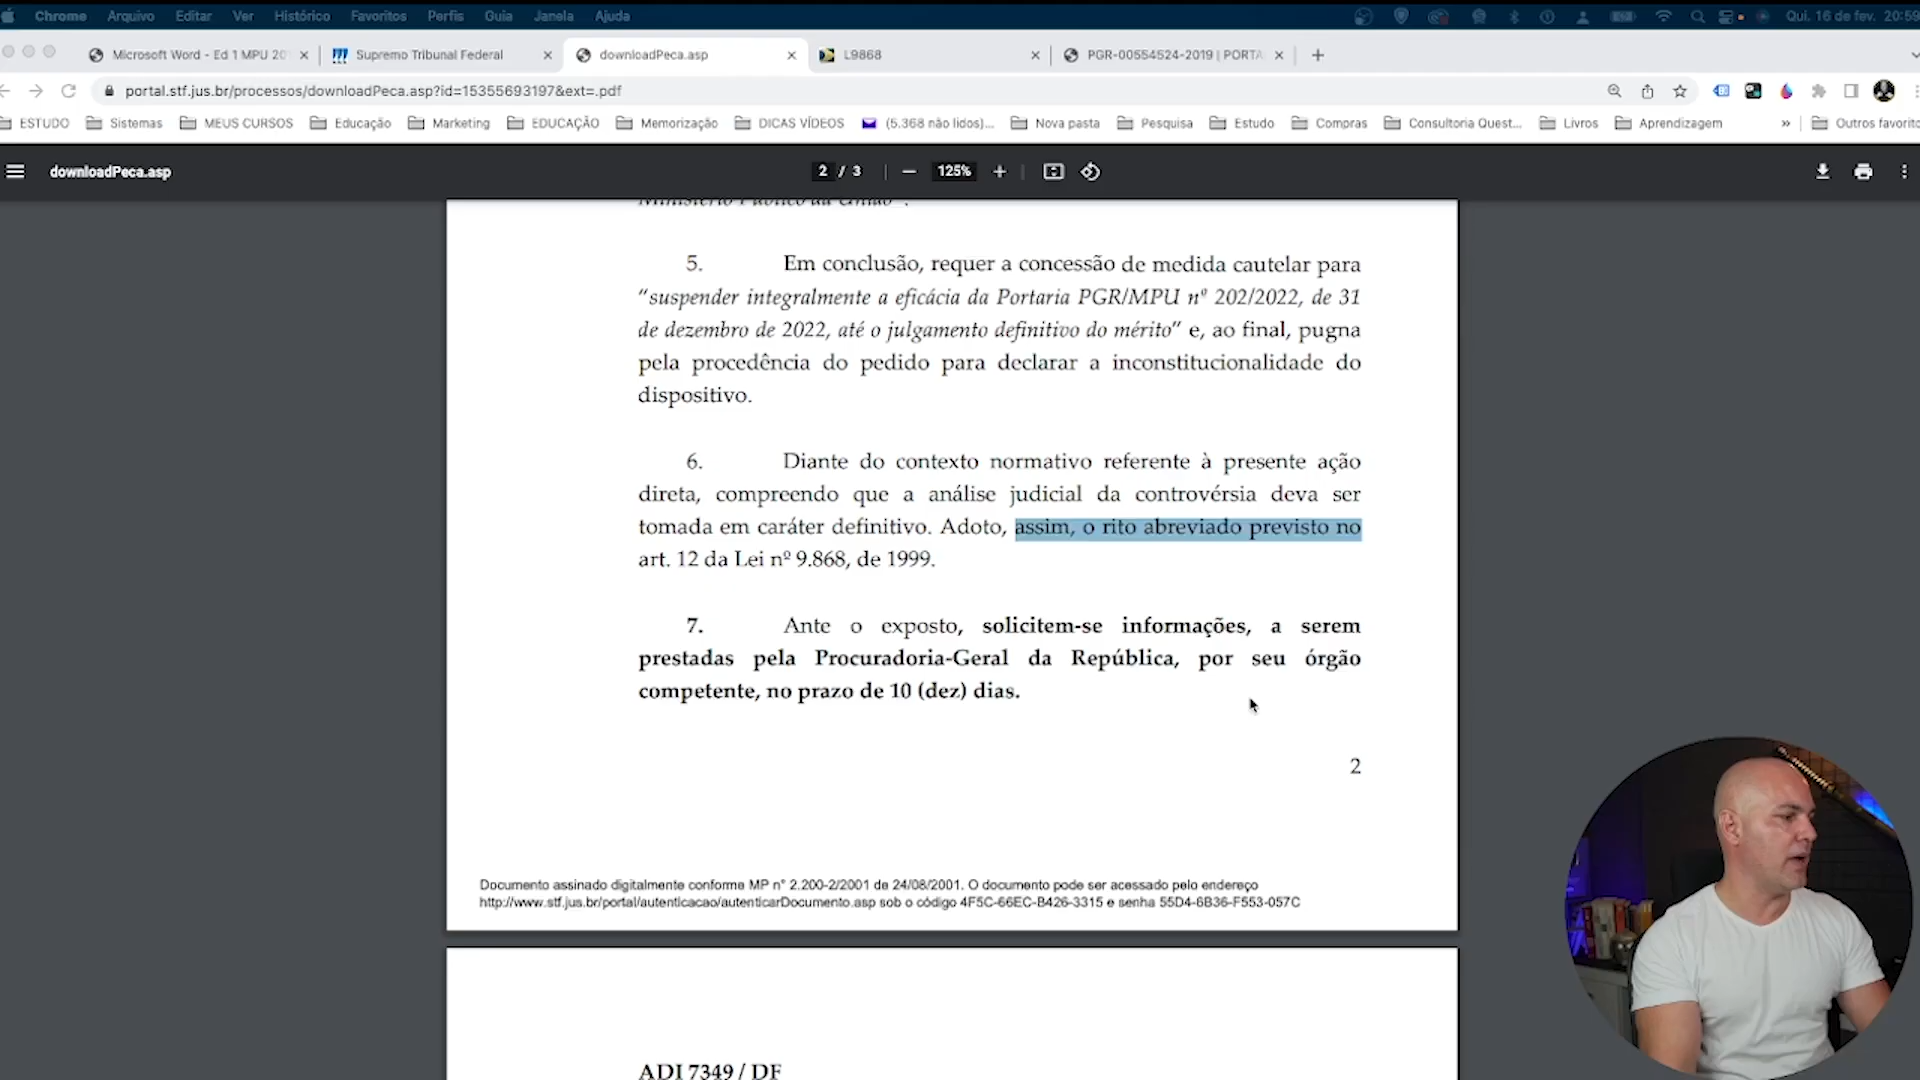 Chrome Arquivo Editar Ver Histórico Favoritos Perfis Guia Janela Ajuda Qui. 16 de fev. 20:59
Microsoft Word - Ed 1 MPU 20
Supremo Tribunal Federal
downloadPeca.asp
L9868
PGR-00554524-2019 | PORTA
portal.stf.jus.br/processos/downloadPeca.asp?id=15355693197&ext=.pdf
ESTUDO Sistemas MEUS CURSOS Educação Marketing EDUCAÇÃO Memorização DICAS VÍDEOS (5.368 não lidos)... Nova pasta Pesquisa Estudo Compras Consultoria Quest... Livros Aprendizagem » Outros favorito
downloadPeca.asp 2 / 3 125%
Ministério Público da União".
5. Em conclusão, requer a concessão de medida cautelar para
"suspender integralmente a eficácia da Portaria PGR/MPU nº 202/2022, de 31
de dezembro de 2022, até o julgamento definitivo do mérito" e, ao final, pugna
pela procedência do pedido para declarar a inconstitucionalidade do
dispositivo.
6. Diante do contexto normativo referente à presente ação
direta, compreendo que a análise judicial da controvérsia deva ser
tomada em caráter definitivo. Adoto, assim, o rito abreviado previsto no
art. 12 da Lei nº 9.868, de 1999.
7. Ante o exposto, solicitem-se informações, a serem
prestadas pela Procuradoria-Geral da República, por seu órgão
competente, no prazo de 10 (dez) dias.
2
Documento assinado digitalmente conforme MP n° 2.200-2/2001 de 24/08/2001. O documento pode ser acessado pelo endereço
http://www.stf.jus.br/portal/autenticacao/autenticarDocumento.asp sob o código 4F5C-66EC-B426-3315 e senha 55D4-6B36-F553-057C
ADI 7349 / DF